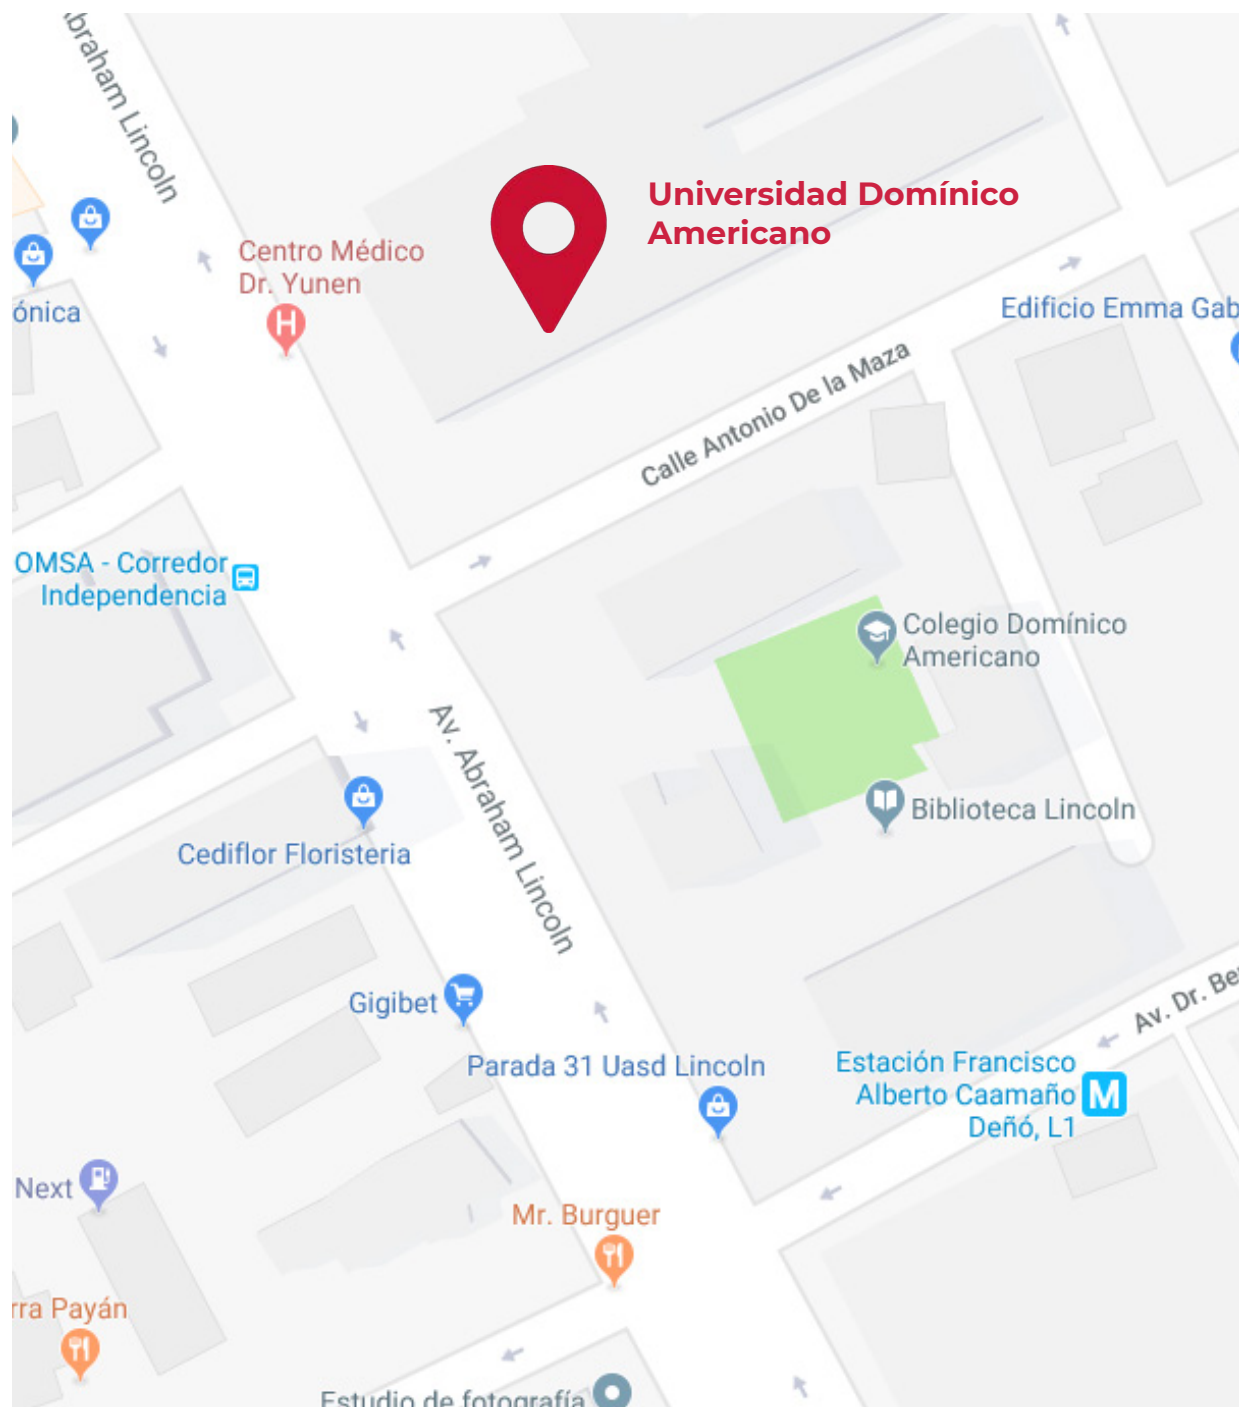 braham Lincoln
Universidad Domínico
Americano
Centro Médico
Dr. Yunen
H
ónica
Edificio Emma Gab
Calle Antonio De la Maza
OMSA - Corredor
Independencia
Colegio Domínico
Americano
Av. Abraham Lincoln
Biblioteca Lincoln
Cediflor Floristeria
Gigibet
Av. Dr. Be
Parada 31 Uasd Lincoln
Estación Francisco
Alberto Caamaño
Deñó, L1
M
Next
Mr. Burguer
rra Payán
Estudio de fotografía